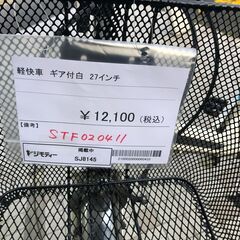 軽快車 ギア付白 27インチ
¥12,100(税込)
【備考】
STF020411
ジモティー
掲載中
SJ8145